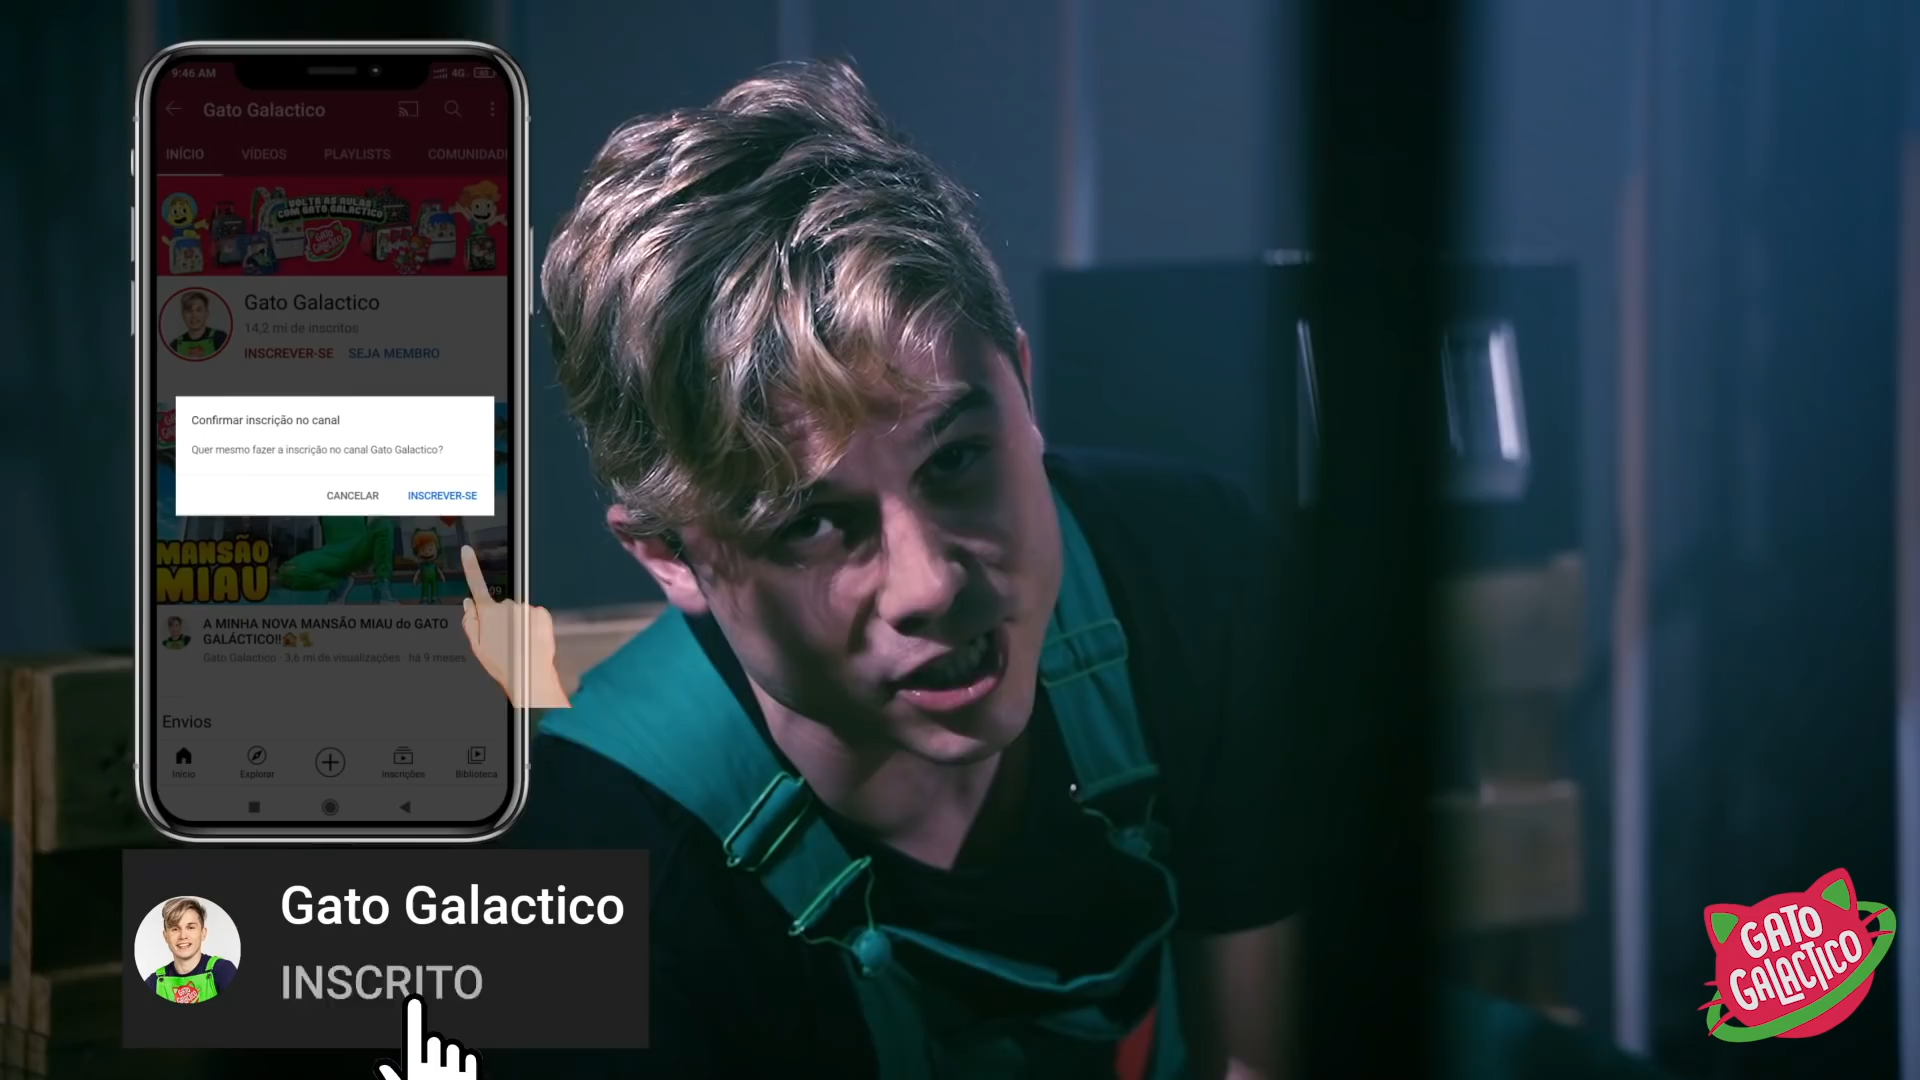 9:46 AM
4G
Gato Galactico
INÍCIO VÍDEOS PLAYLISTS COMUNIDAD
VOLTA ÀS AULAS
COM GATO GALACTICO
Gato Galactico
14,2 mi de inscritos
INSCREVER-SE SEJA MEMBRO
Confirmar inscrição no canal
Quer mesmo fazer a inscrição no canal Gato Galactico?
CANCELAR INSCREVER-SE
MANSÃO
MIAU
09
A MINHA NOVA MANSÃO MIAU do GATO
GALÁCTICO!!
Gato Galactico · 3,6 mi de visualizações · há 9 meses
Envios
Início Explorar Inscrições Biblioteca
Gato Galactico
INSCRITO
GATO
GALACTICO